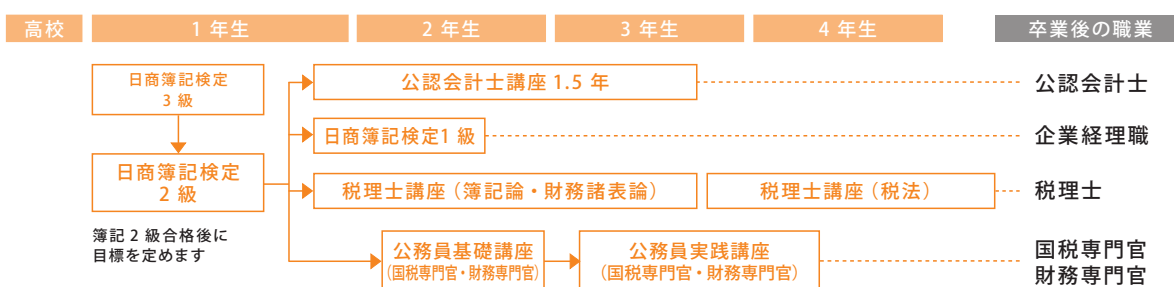 高校 1 年生 2 年生 3 年生 4 年生 卒業後の職業
日商簿記検定
3 級
公認会計士講座 1.5 年
公認会計士
日商簿記検定1 級
企業経理職
日商簿記検定
2 級
税理士講座（簿記論・財務諸表論）
税理士講座（税法）
税理士
簿記 2 級合格後に
目標を定めます
公務員基礎講座
（国税専門官・財務専門官）
公務員実践講座
（国税専門官・財務専門官）
国税専門官
財務専門官